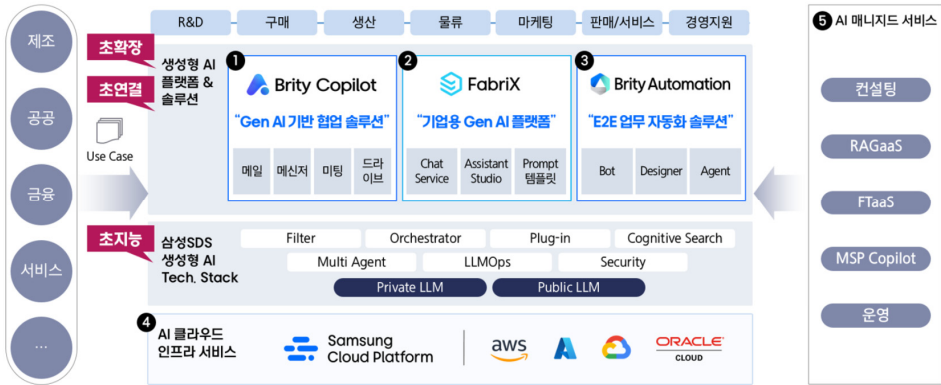 제조
공공
금융
서비스
...
초확장
초연결
Use Case
초지능
R&D
구매
생산
물류
마케팅
판매/서비스
경영지원
생성형 AI
플랫폼 &
솔루션
1
Brity Copilot
“Gen AI 기반 협업 솔루션”
메일
메신저
미팅
드라
이브
2
FabriX
“기업용 Gen AI 플랫폼”
Chat
Service
Assistant
Studio
Prompt
템플릿
3
Brity Automation
“E2E 업무 자동화 솔루션”
Bot
Designer
Agent
삼성SDS
생성형 AI
Tech. Stack
Filter
Orchestrator
Plug-in
Cognitive Search
Multi Agent
LLMOps
Security
Private LLM
Public LLM
4
AI 클라우드
인프라 서비스
Samsung
Cloud Platform
aws
ORACLE
CLOUD
5 AI 매니지드 서비스
컨설팅
RAGaaS
FTaaS
MSP Copilot
운영